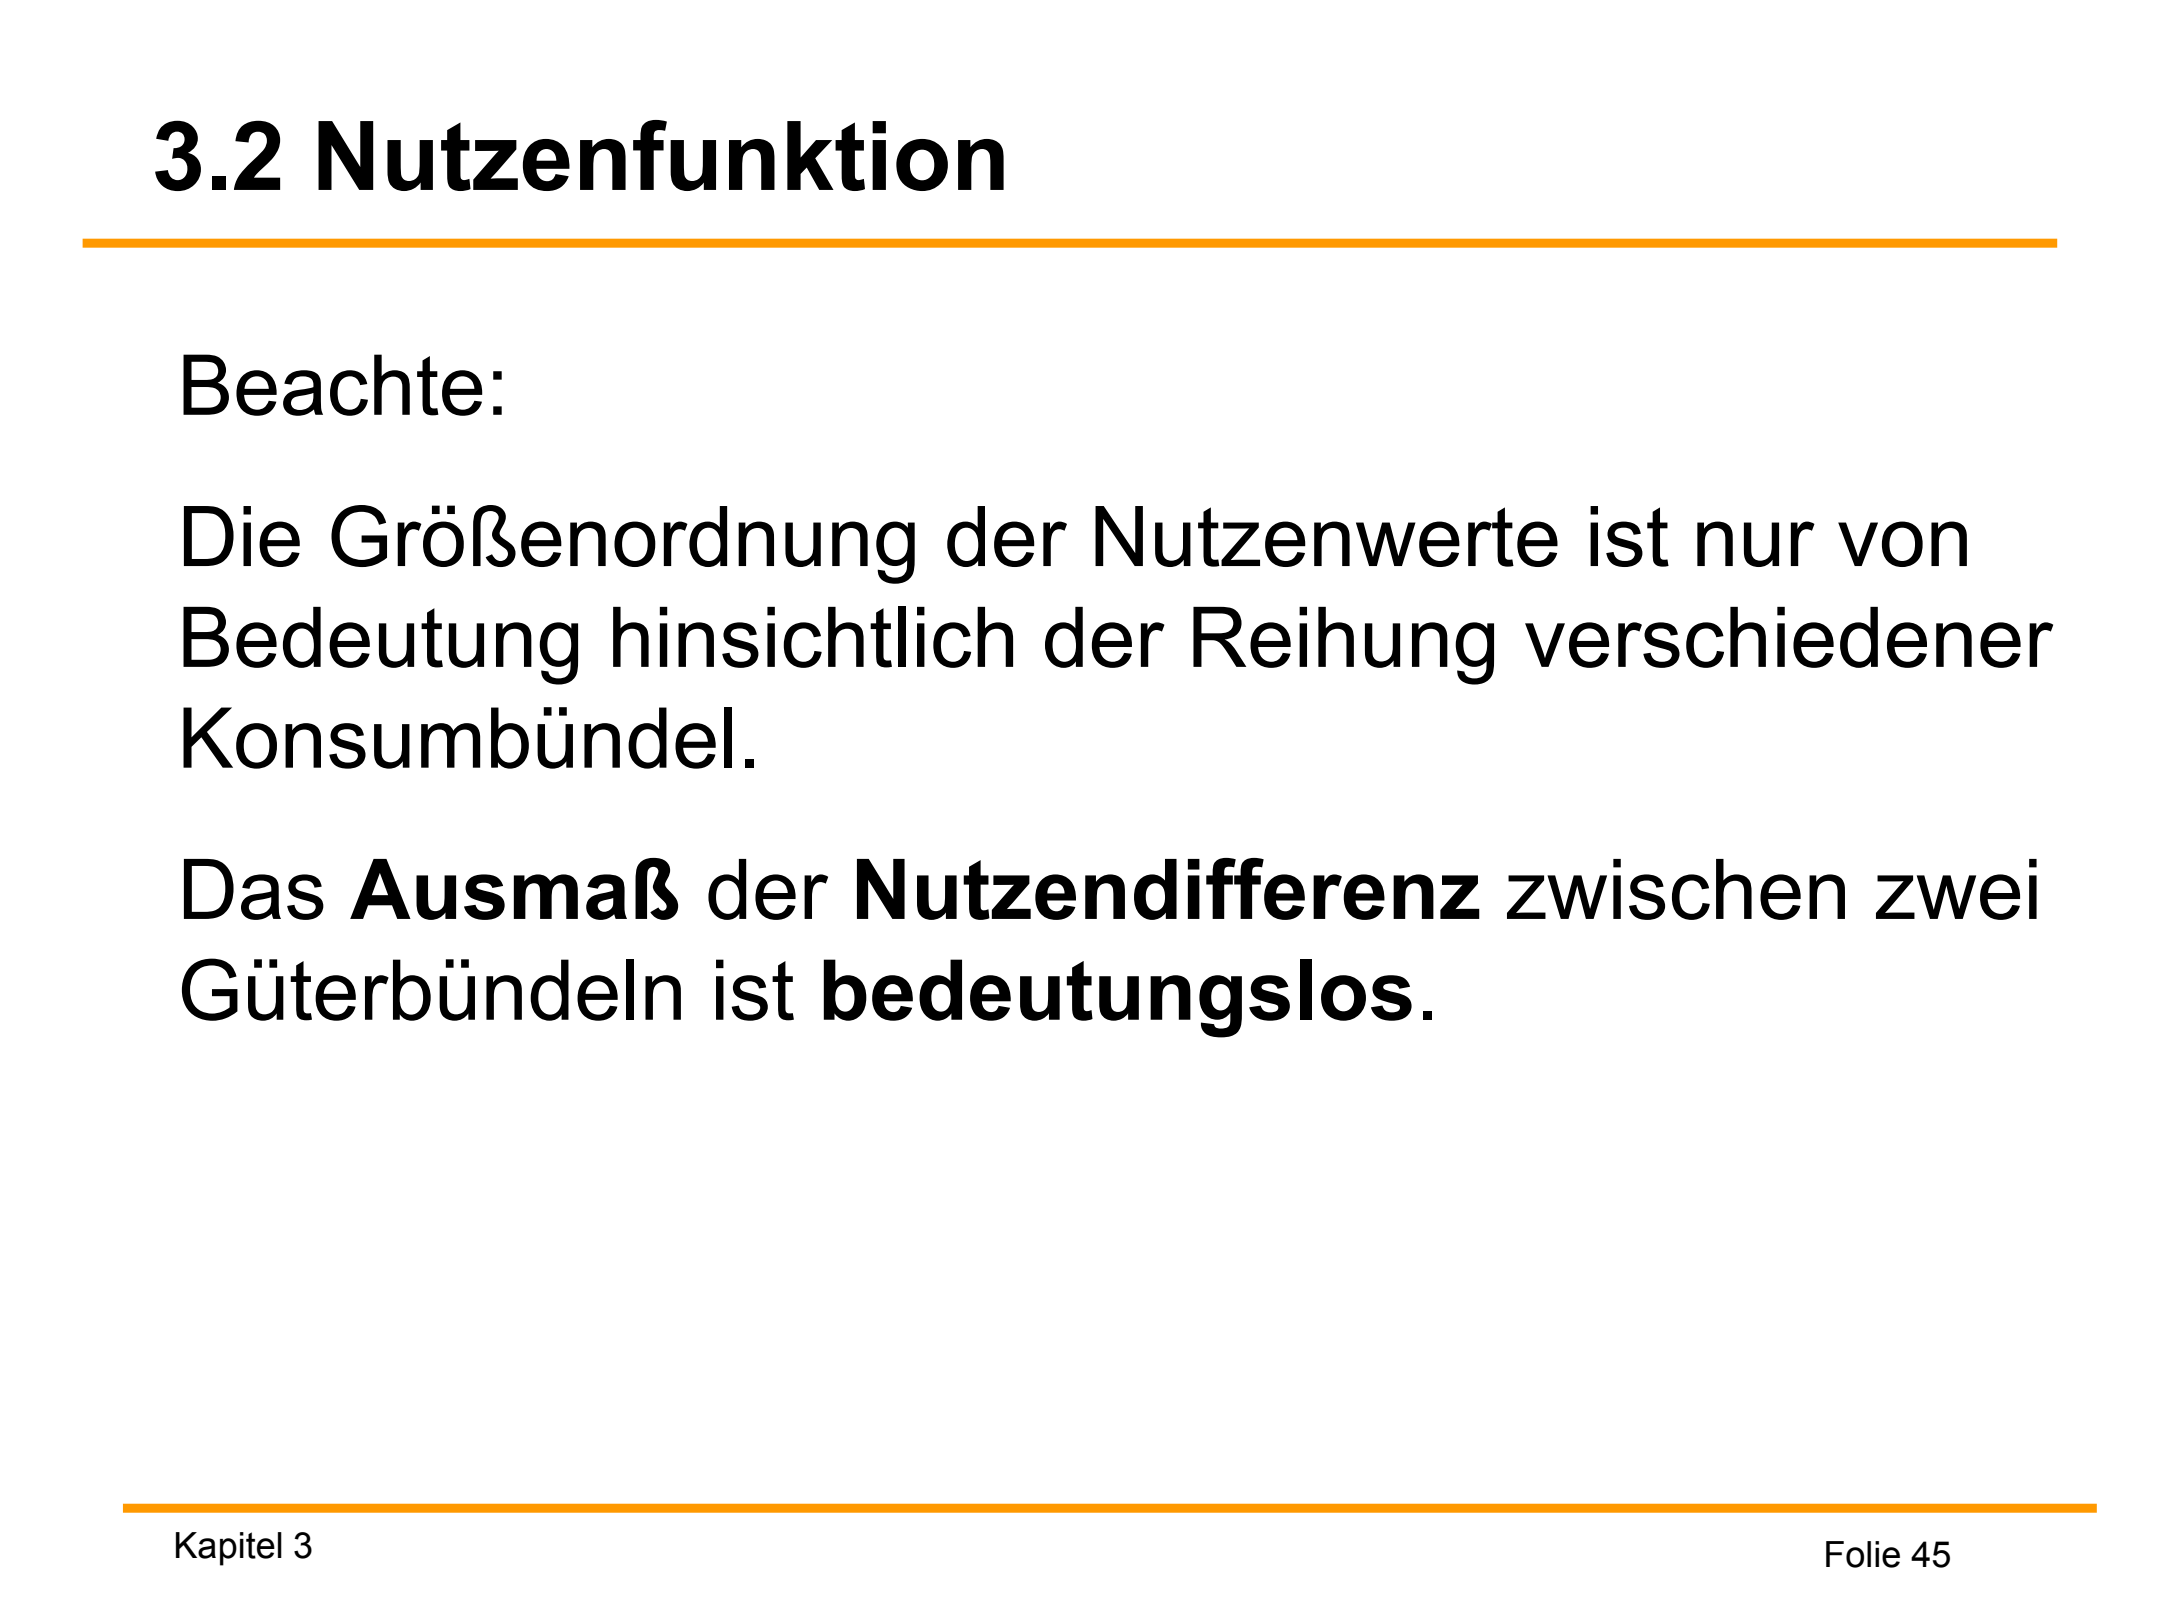 3.2 Nutzenfunktion
Beachte:
Die Größenordnung der Nutzenwerte ist nur von
Bedeutung hinsichtlich der Reihung verschiedener
Konsumbündel.
Das Ausmaß der Nutzendifferenz zwischen zwei
Güterbündeln ist bedeutungslos.
Kapitel 3
Folie 45